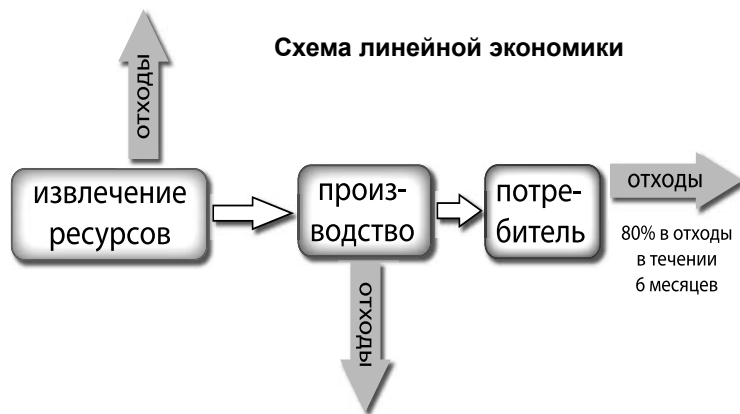 Схема линейной экономики
отходы
извлечение
ресурсов
произ-
водство
потре-
битель
отходы
80% в отходы
в течении
6 месяцев
отходы